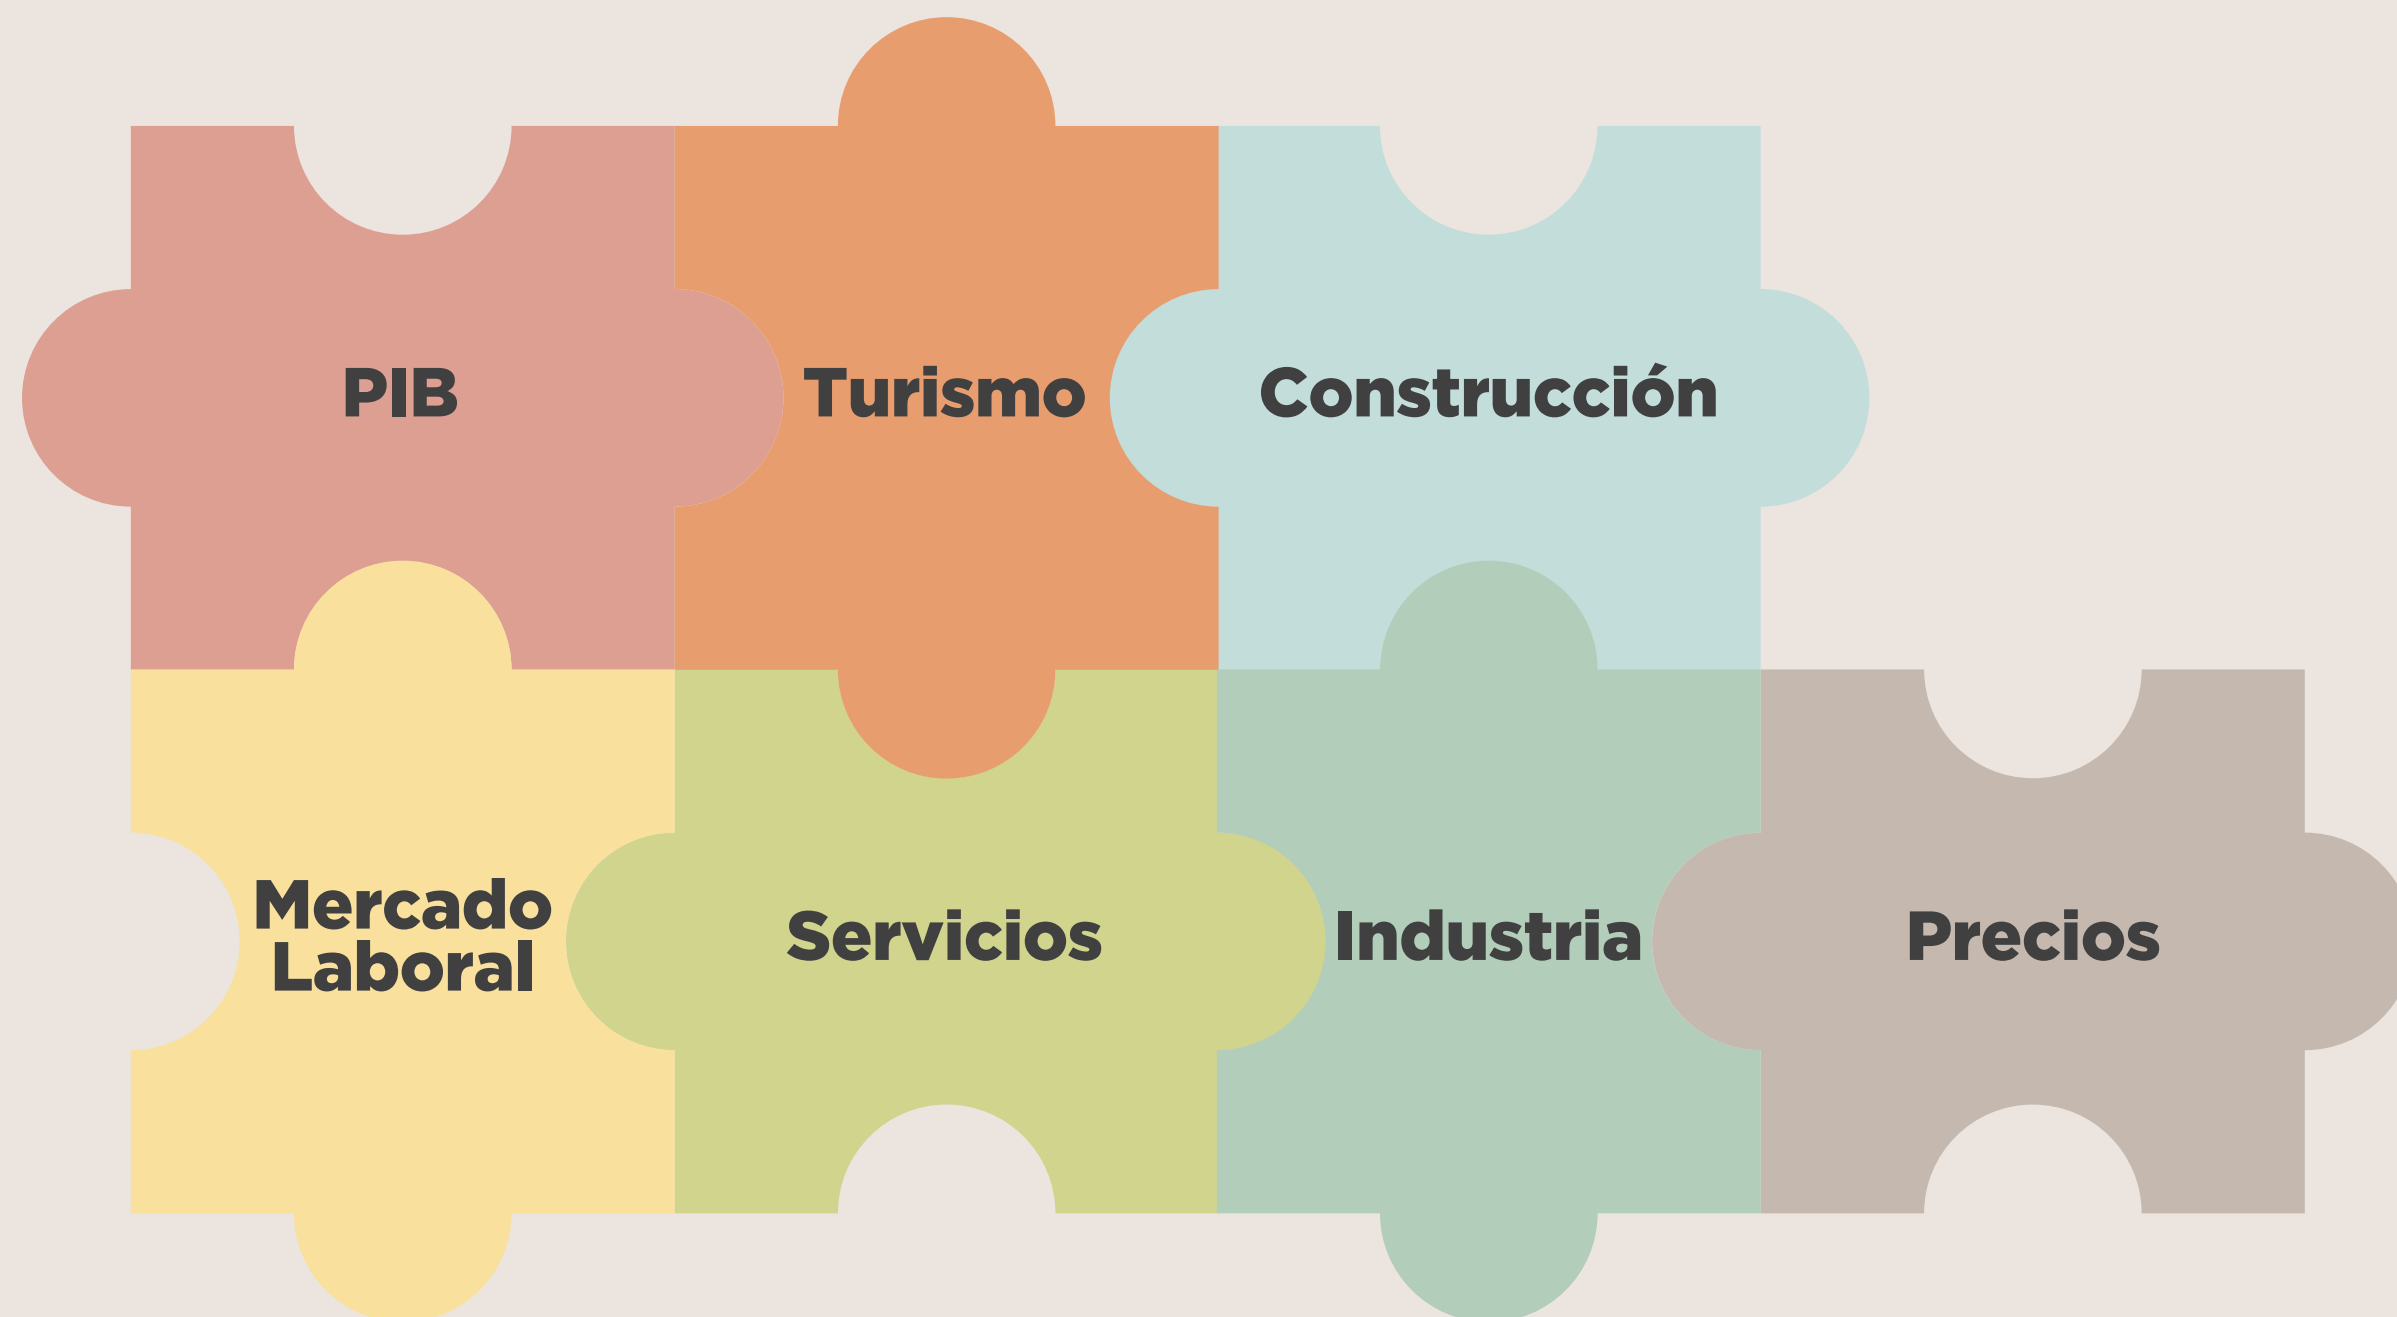 PIB
Turismo
Construcción
Mercado
Laboral
Servicios
Industria
Precios